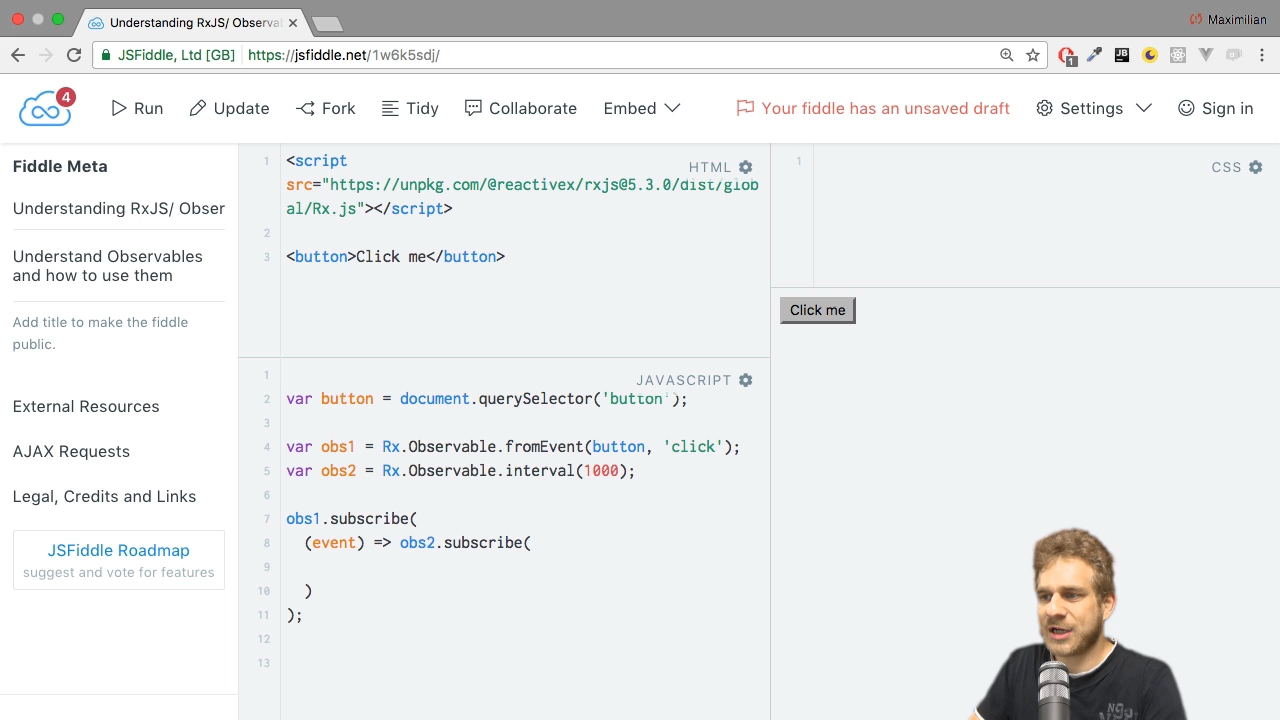 Understanding RxJS/ Observa
Maximilian
JSFiddle, Ltd [GB]
https://jsfiddle.net/1w6k5sdj/
1
JB
4
Run
Update
Fork
Tidy
Collaborate
Embed
Your fiddle has an unsaved draft
Settings
Sign in
Fiddle Meta
Understanding RxJS/ Obser
Understand Observables
and how to use them
Add title to make the fiddle
public.
External Resources
AJAX Requests
Legal, Credits and Links
JSFiddle Roadmap
suggest and vote for features
HTML
1 <script
src="https://unpkg.com/@reactivex/rxjs@5.3.0/dist/glob
al/Rx.js"></script>
2
3 <button>Click me</button>
CSS
1
Click me
JAVASCRIPT
1
2 var button = document.querySelector('button');
3
4 var obs1 = Rx.Observable.fromEvent(button, 'click');
5 var obs2 = Rx.Observable.interval(1000);
6
7 obs1.subscribe(
8 (event) => obs2.subscribe(
9
10 )
11 );
12
13